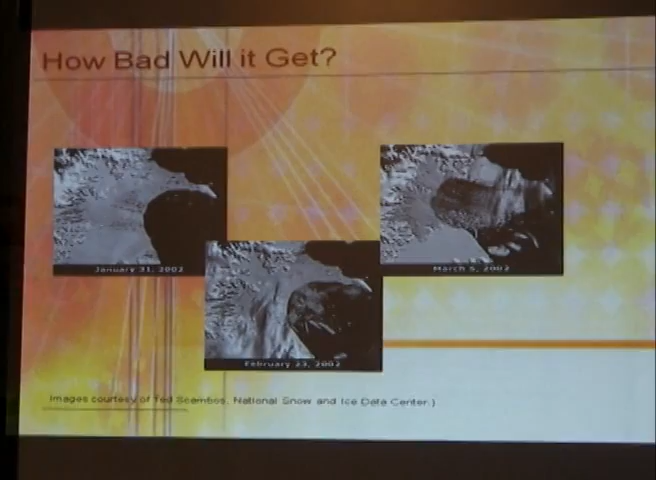 How Bad Will it Get?
January 31, 2002
March 5, 2002
February 23, 2002
Images courtesy of Ted Scambos, National Snow and Ice Data Center.)